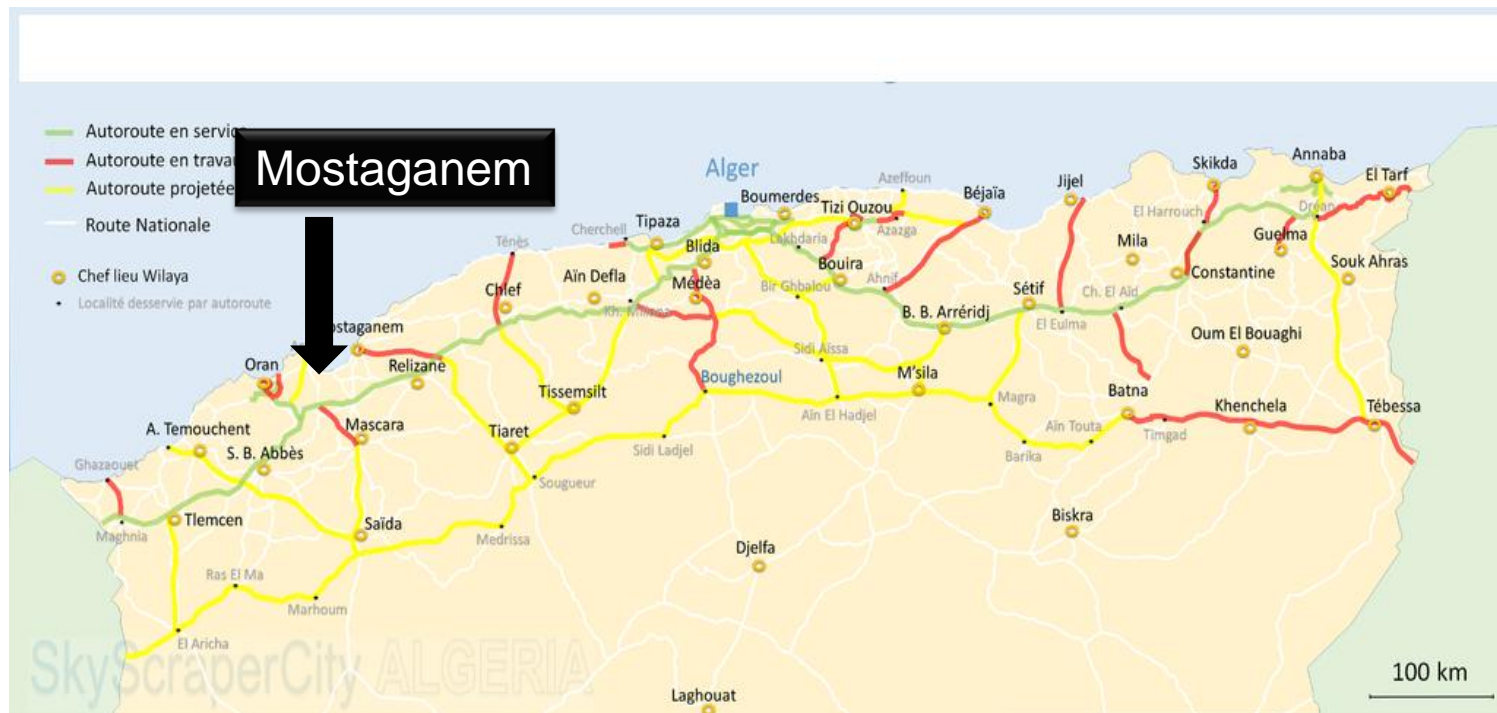 Autoroute en service
Autoroute en travau
Autoroute projetée
Route Nationale
Chef lieu Wilaya
Localité desservie par autoroute
Mostaganem
Alger
Azeffoun
Boumerdes
Tizi Ouzou
Azazga
Béjaïa
Jijel
Skikda
Annaba
El Tarf
El Harrouch
Dréan
Guelma
Souk Ahras
Mila
Constantine
Cherchell
Tipaza
Blida
Lakhdaria
Bouira
Ténès
Aïn Defla
Médèa
Bir Ghbalou
Ahnif
Sétif
Ch. El Aïd
El Eulma
Chlef
Kh. Miliana
B. B. Arréridj
Oum El Bouaghi
ostaganem
Oran
Relizane
Sidi Aïssa
Boughezoul
M'sila
Tissemsilt
Aïn El Hadjel
Magra
Batna
Khenchela
Tébessa
A. Temouchent
Mascara
Tiaret
Sidi Ladjel
Barika
Aïn Touta
Timgad
S. B. Abbès
Ghazaouet
Sougueur
Maghnia
Tlemcen
Saïda
Medrissa
Biskra
Djelfa
Ras El Ma
Marhoum
El Aricha
SkyScraperCity ALGERIA
Laghouat
100 km